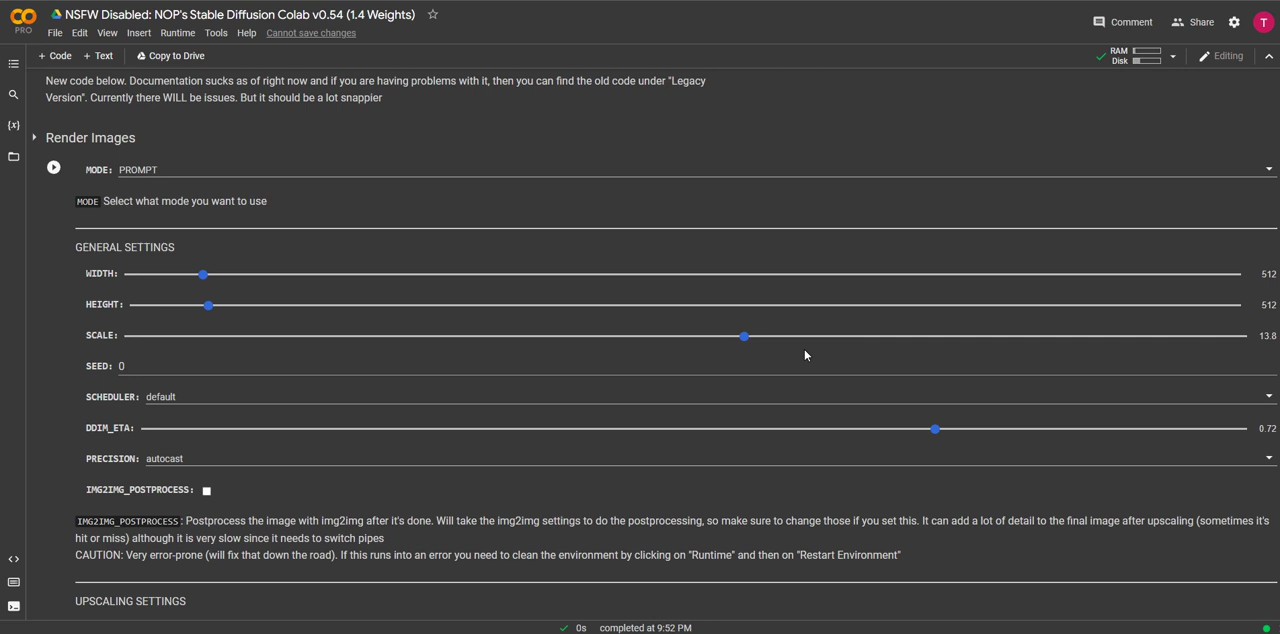 NSFW Disabled: NOP's Stable Diffusion Colab v0.54 (1.4 Weights)
PRO
File Edit View Insert Runtime Tools Help Cannot save changes
Comment
Share
T
+ Code + Text Copy to Drive
RAM
Disk
Editing
New code below. Documentation sucks as of right now and if you are having problems with it, then you can find the old code under "Legacy
Version". Currently there WILL be issues. But it should be a lot snappier
{x}
Render Images
MODE: PROMPT
MODE Select what mode you want to use
GENERAL SETTINGS
WIDTH: 512
HEIGHT: 512
SCALE: 13.8
SEED: 0
SCHEDULER: default
DDIM_ETA: 0.72
PRECISION: autocast
IMG2IMG_POSTPROCESS:
IMG2IMG_POSTPROCESS: Postprocess the image with img2img after it's done. Will take the img2img settings to do the postprocessing, so make sure to change those if you set this. It can add a lot of detail to the final image after upscaling (sometimes it's
hit or miss) although it is very slow since it needs to switch pipes
CAUTION: Very error-prone (will fix that down the road). If this runs into an error you need to clean the environment by clicking on "Runtime" and then on "Restart Environment"
UPSCALING SETTINGS
0s completed at 9:52 PM